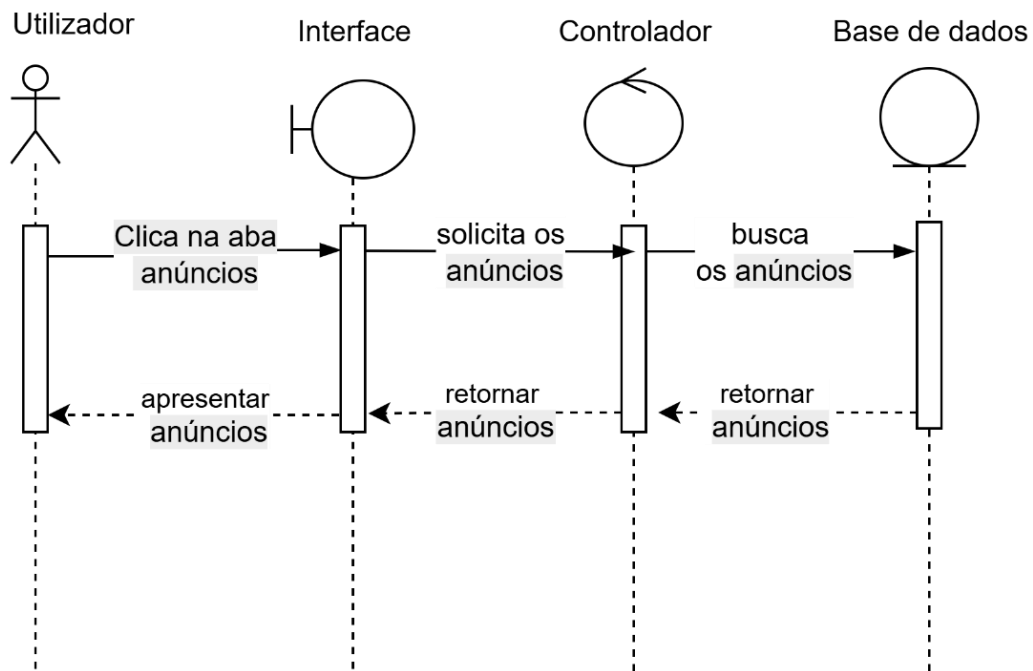 Utilizador
Interface
Controlador
Base de dados
Clica na aba
anúncios
solicita os
anúncios
busca
os anúncios
apresentar
anúncios
retornar
anúncios
retornar
anúncios